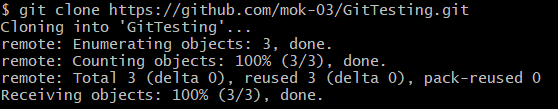 $ git clone https://github.com/mok-03/GitTesting.git
Cloning into 'GitTesting'...
remote: Enumerating objects: 3, done.
remote: Counting objects: 100% (3/3), done.
remote: Total 3 (delta 0), reused 3 (delta 0), pack-reused 0
Receiving objects: 100% (3/3), done.